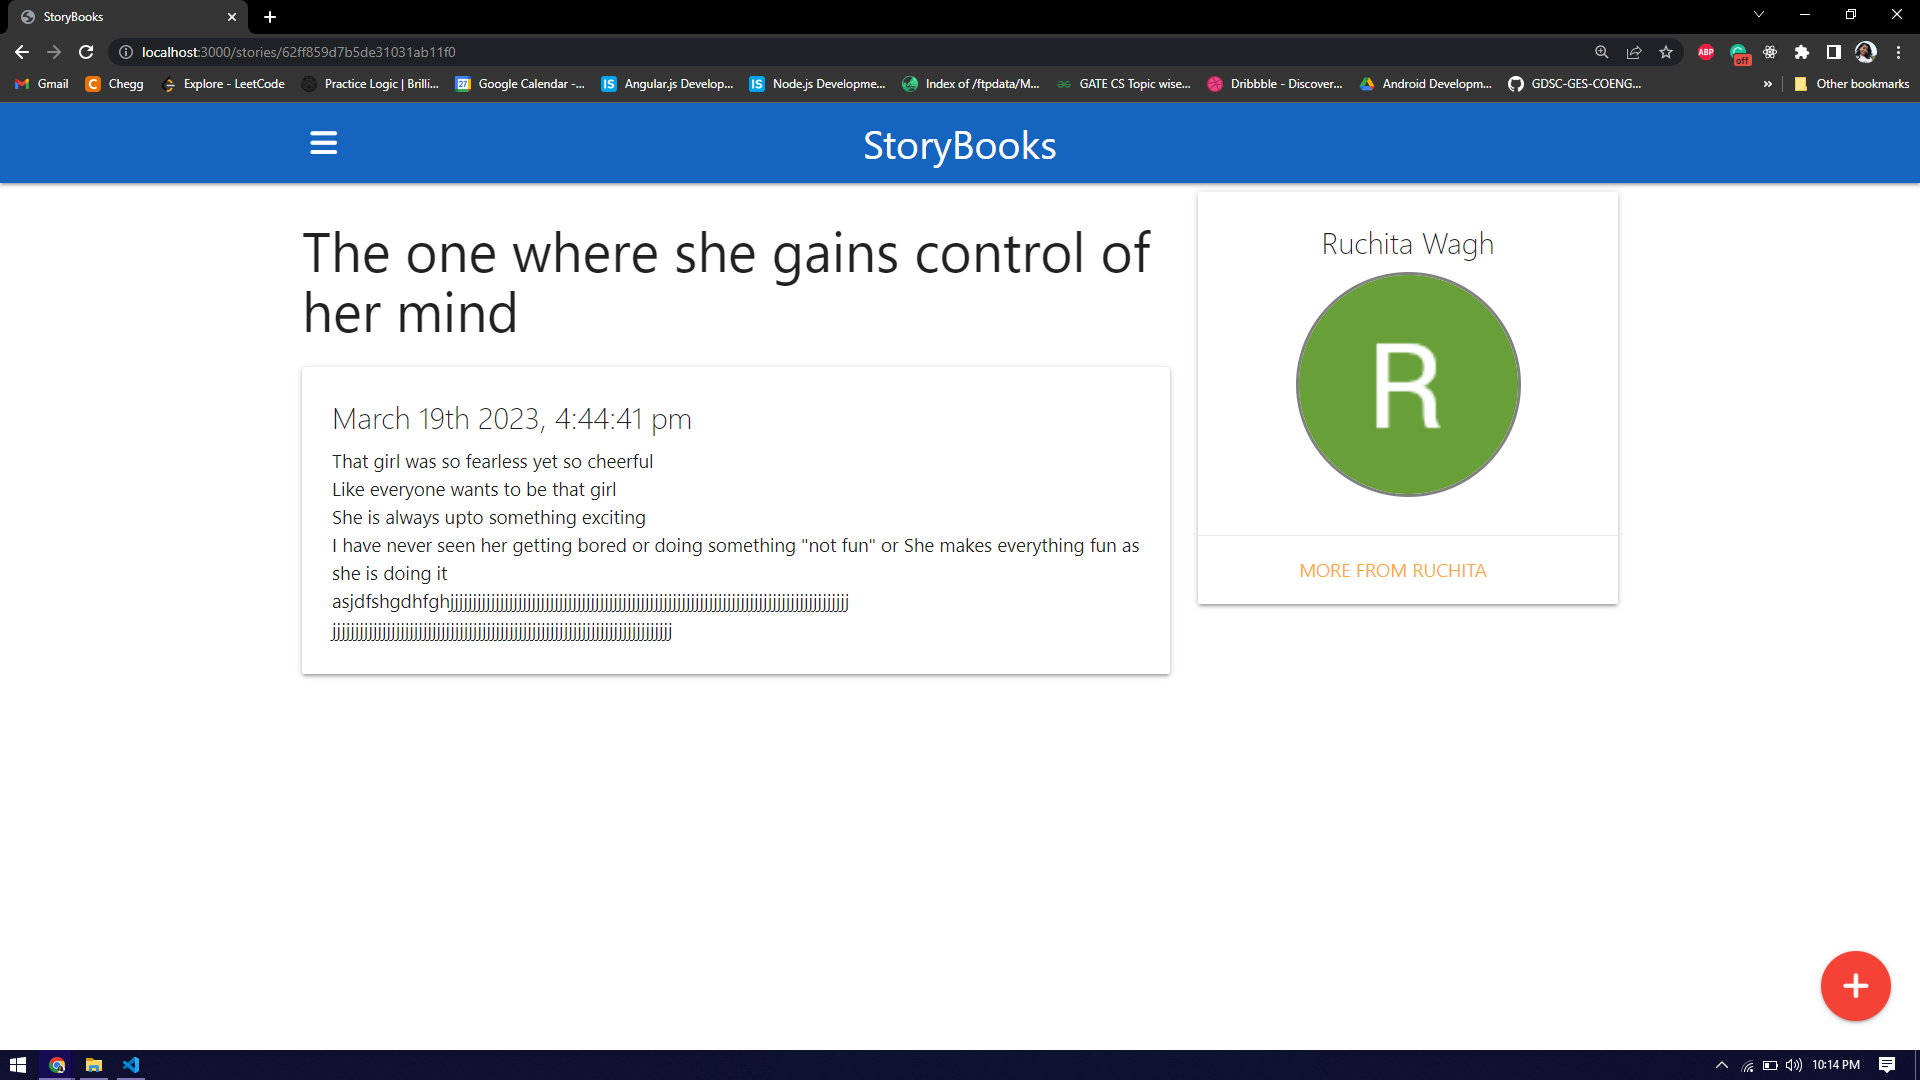 StoryBooks
localhost:3000/stories/62ff859d7b5de31031ab11f0
ABP
off
Gmail
Chegg
Explore - LeetCode
Practice Logic | Brilli...
27
Google Calendar -...
IS
Angular.js Develop...
IS
Node.js Developme...
Index of /ftpdata/M...
GATE CS Topic wise...
Dribbble - Discover...
Android Developm...
GDSC-GES-COENG...
»
Other bookmarks
StoryBooks
The one where she gains control of
her mind
March 19th 2023, 4:44:41 pm
That girl was so fearless yet so cheerful
Like everyone wants to be that girl
She is always upto something exciting
I have never seen her getting bored or doing something "not fun" or She makes everything fun as
she is doing it
Ruchita Wagh
R
MORE FROM RUCHITA
10:14 PM